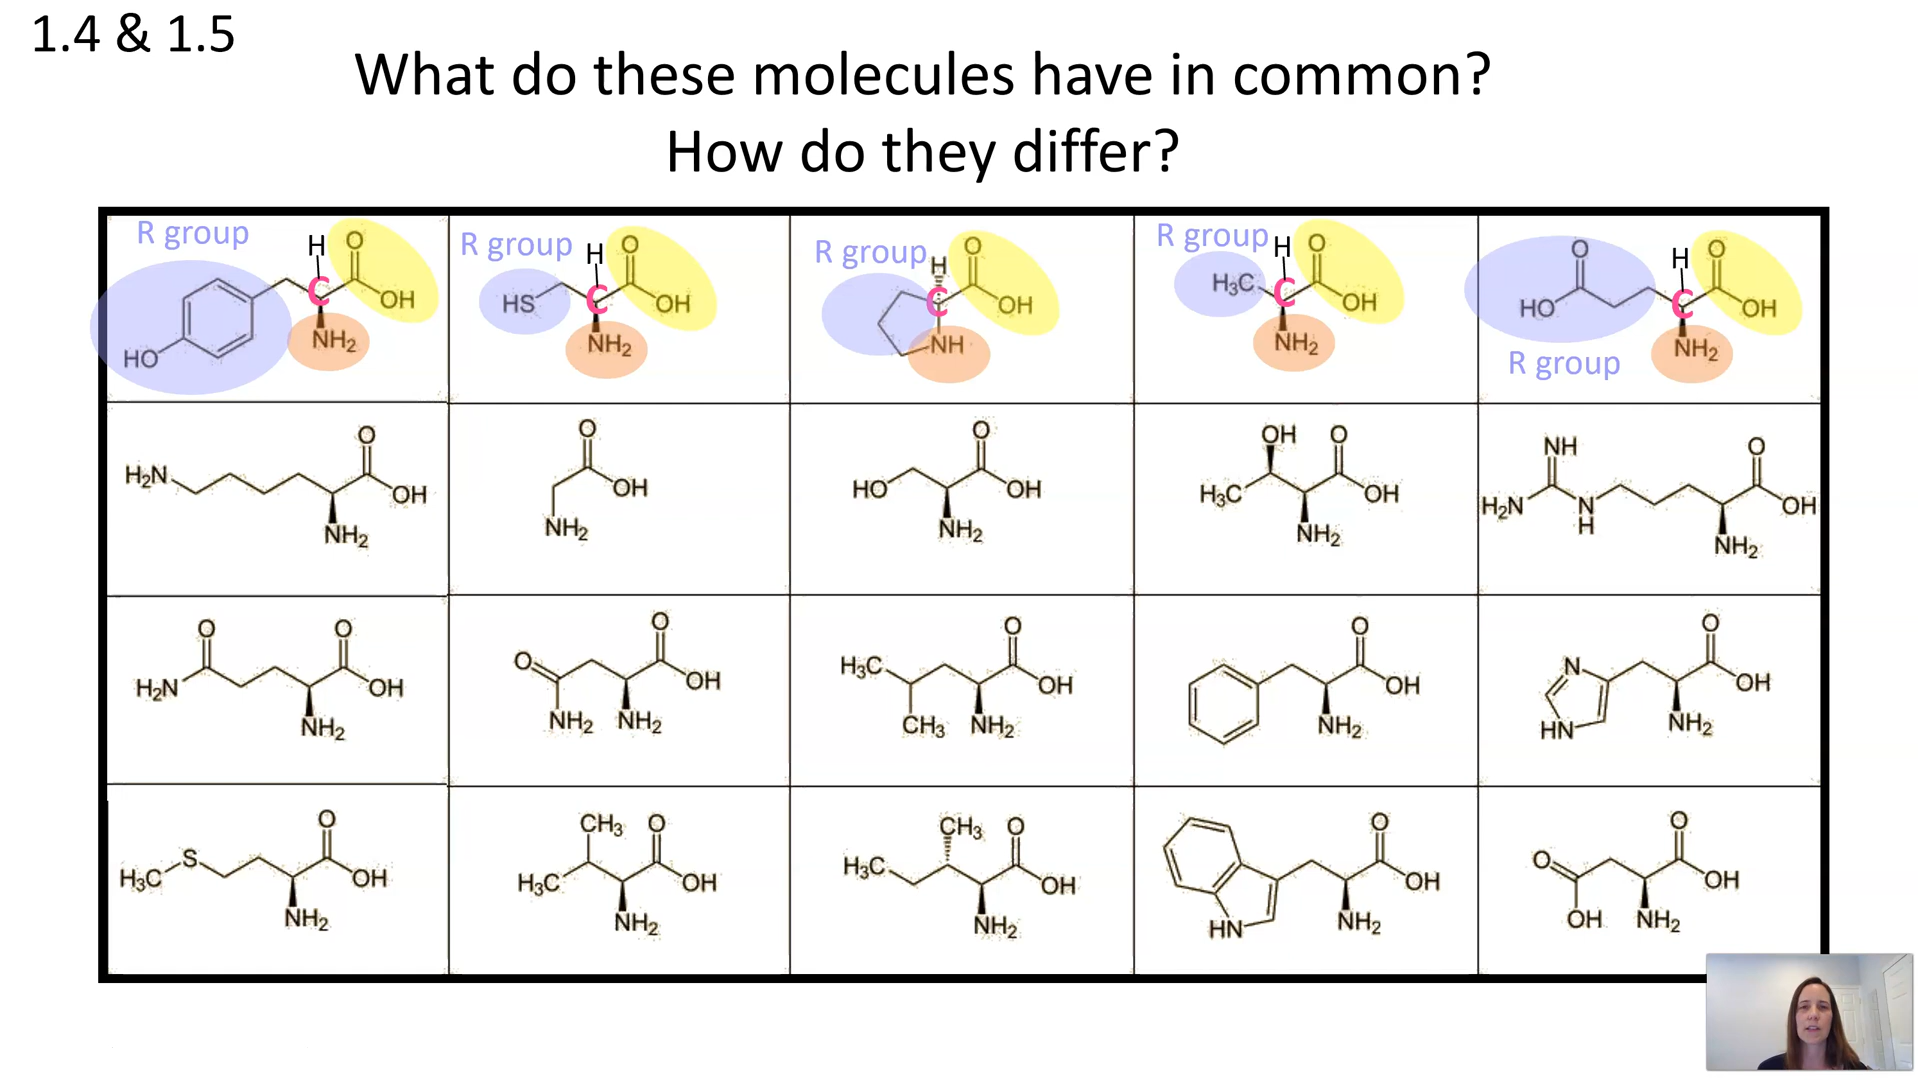 1.4 & 1.5
What do these molecules have in common?
How do they differ?
R group
H
O
C
OH
NH₂
HO
R group
H
O
HS
C
OH
NH₂
R group
H
O
C
OH
NH
R group
H
O
H₃C
C
OH
NH₂
O
H
O
HO
C
OH
NH₂
R group
O
H₂N
OH
NH₂
O
OH
NH₂
O
HO
OH
NH₂
OH
O
H₃C
OH
NH₂
NH
O
H₂N
N
H
OH
NH₂
O
O
H₂N
OH
NH₂
O
O
OH
NH₂
NH₂
O
H₃C
OH
CH₃
NH₂
O
OH
NH₂
O
N
OH
HN
NH₂
O
S
H₃C
OH
NH₂
CH₃
O
H₃C
OH
NH₂
CH₃
O
H₃C
OH
NH₂
O
OH
HN
NH₂
O
O
OH
OH
NH₂